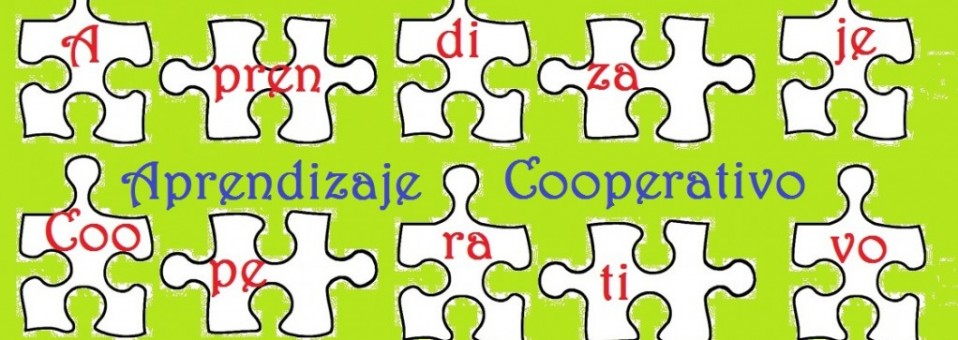 A pren di za je
Aprendizaje Cooperativo
Coo pe ra ti vo